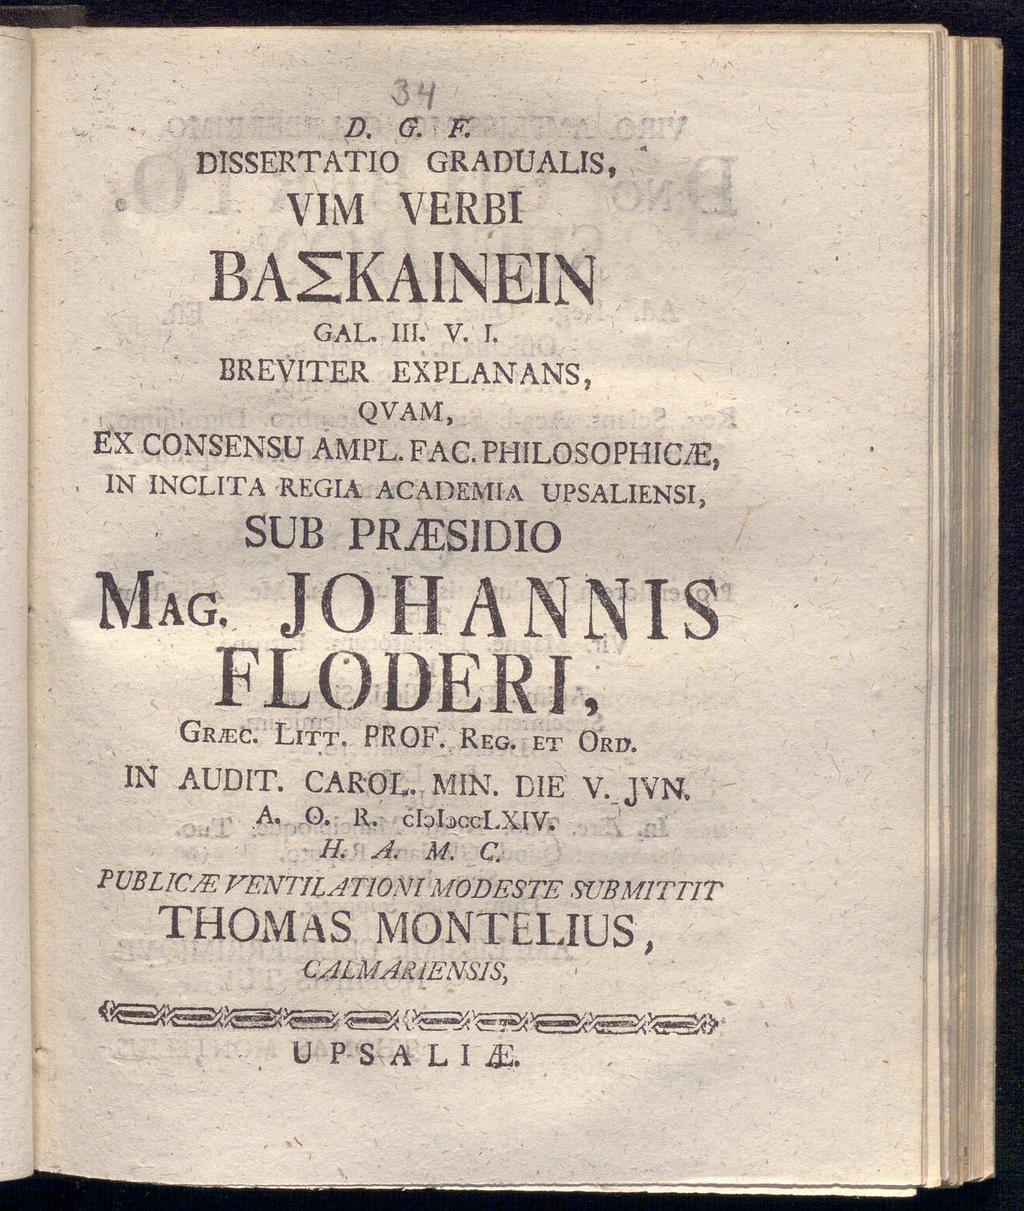 34
D. G. F.
DISSERTATIO GRADUALIS,
VIM VERBI
ΒΑΣΚΑΙΝΕΙΝ
GAL. III. V. I.
BREVITER EXPLANANS,
QVAM,
EX CONSENSU AMPL. FAC. PHILOSOPHICÆ,
IN INCLITA REGIA ACADEMIA UPSALIENSI,
SUB PRÆSIDIO
MAG. JOHANNIS
FLODERI,
GRÆC. LITT. PROF. REG. ET ORD.
IN AUDIT. CAROL. MIN. DIE V. JVN.
A. O. R. cIɔIɔccLXIV.
H. A. M. C.
PUBLICÆ VENTILATIONI MODESTE SUBMITTIT
THOMAS MONTELIUS,
CALMARIENSIS,
UPSALIÆ.